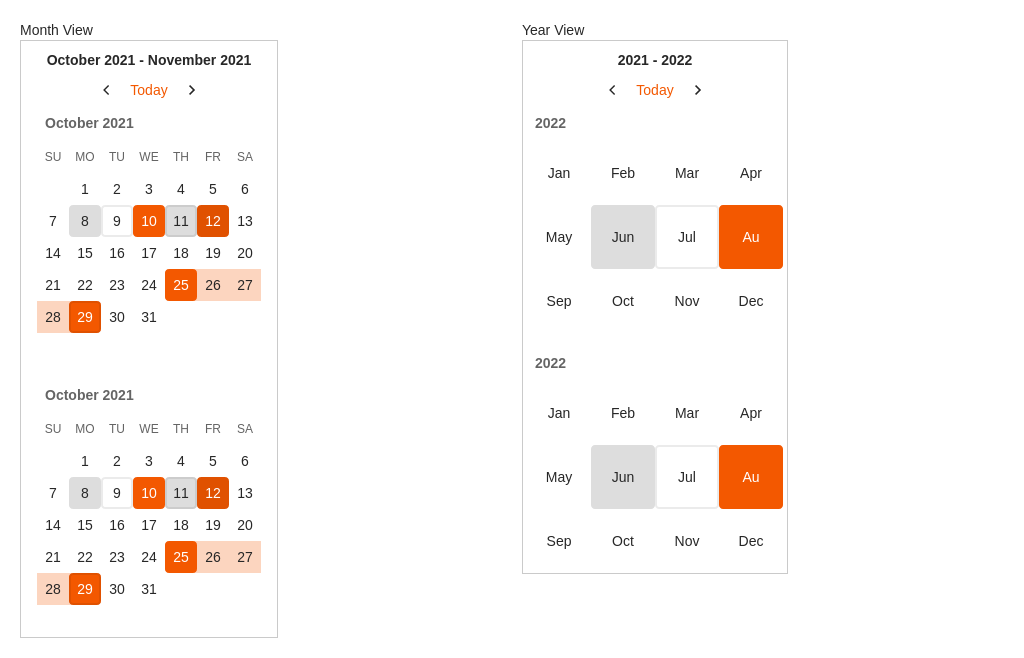 Month View
October 2021 - November 2021
Today
October 2021
SU MO TU WE TH FR SA
1 2 3 4 5 6
7 8 9 10 11 12 13
14 15 16 17 18 19 20
21 22 23 24 25 26 27
28 29 30 31
October 2021
SU MO TU WE TH FR SA
1 2 3 4 5 6
7 8 9 10 11 12 13
14 15 16 17 18 19 20
21 22 23 24 25 26 27
28 29 30 31
Year View
2021 - 2022
Today
2022
Jan Feb Mar Apr
May Jun Jul Au
Sep Oct Nov Dec
2022
Jan Feb Mar Apr
May Jun Jul Au
Sep Oct Nov Dec